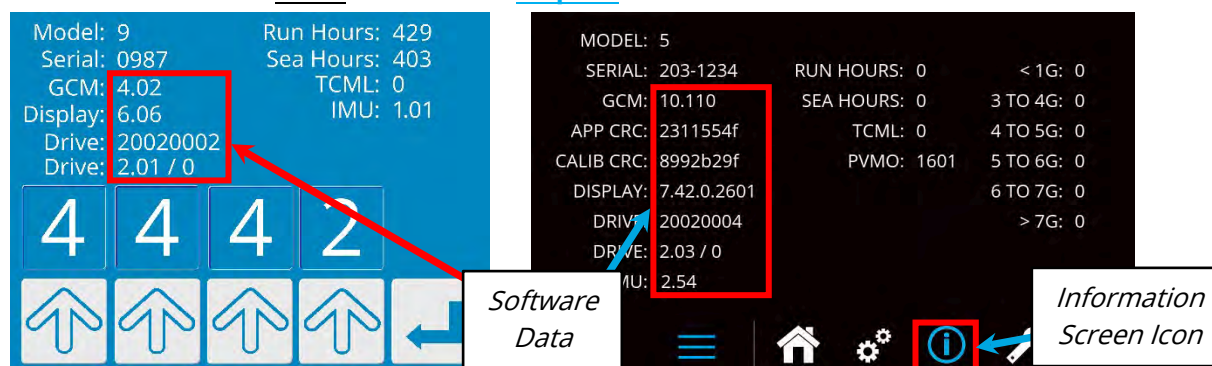 Model: 9
Serial: 0987
GCM: 4.02
Display: 6.06
Drive: 20020002
Drive: 2.01 / 0
Run Hours: 429
Sea Hours: 403
TCML: 0
IMU: 1.01
4 4 4 2
Software
Data
MODEL: 5
SERIAL: 203-1234
GCM: 10.110
APP CRC: 2311554f
CALIB CRC: 8992b29f
DISPLAY: 7.42.0.2601
DRIVE: 20020004
DRIVE: 2.03 / 0
MU: 2.54
RUN HOURS: 0
SEA HOURS: 0
TCML: 0
PVMO: 1601
< 1G: 0
3 TO 4G: 0
4 TO 5G: 0
5 TO 6G: 0
6 TO 7G: 0
> 7G: 0
Information
Screen Icon